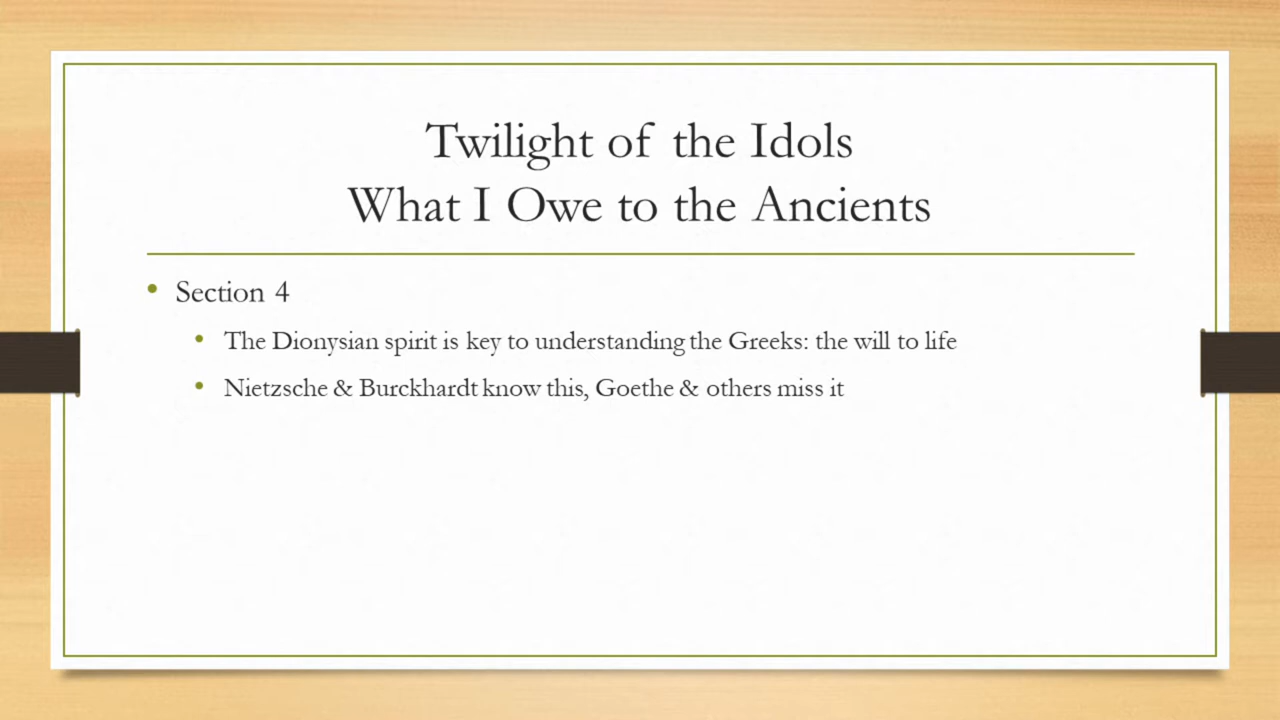 Twilight of the Idols
What I Owe to the Ancients
• Section 4
• The Dionysian spirit is key to understanding the Greeks: the will to life
• Nietzsche & Burckhardt know this, Goethe & others miss it